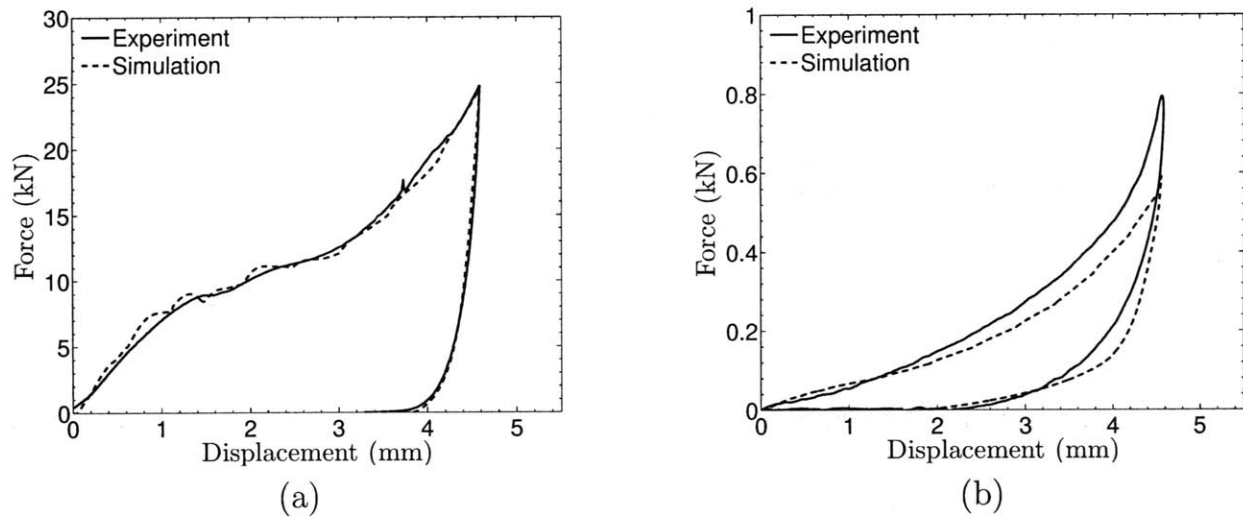 30
25
20
15
10
5
0
Force (kN)
Experiment
Simulation
0
1
2
3
4
5
Displacement (mm)
(a)
1
0.8
0.6
0.4
0.2
0
Force (kN)
Experiment
Simulation
0
1
2
3
4
5
Displacement (mm)
(b)